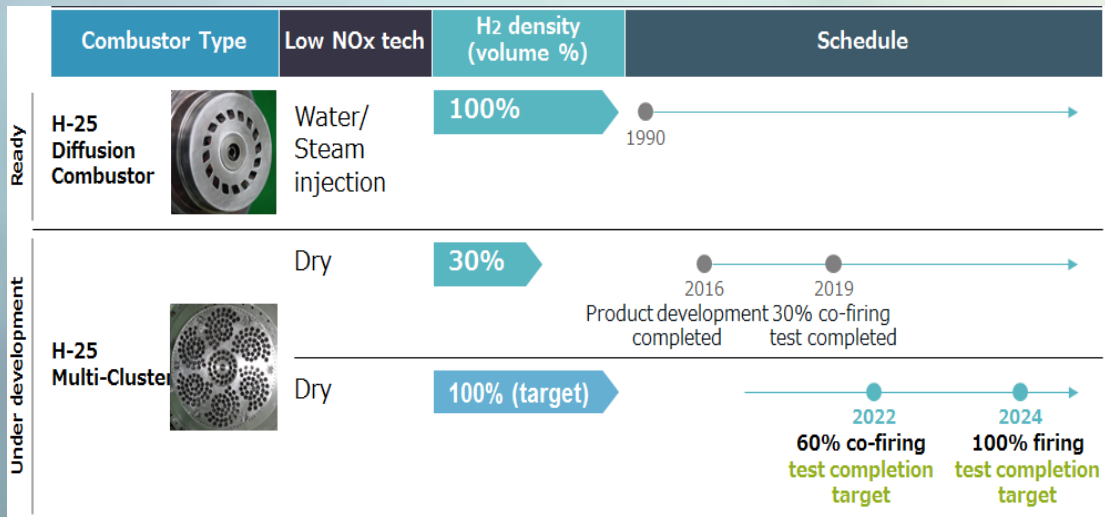 Combustor Type
Low NOx tech
H2 density
(volume %)
Schedule
Ready
H-25
Diffusion
Combustor
Water/
Steam
injection
100%
1990
Under development
H-25
Multi-Cluster
Dry
30%
2016
Product development
completed
2019
30% co-firing
test completed
Dry
100% (target)
2022
60% co-firing
test completion
target
2024
100% firing
test completion
target